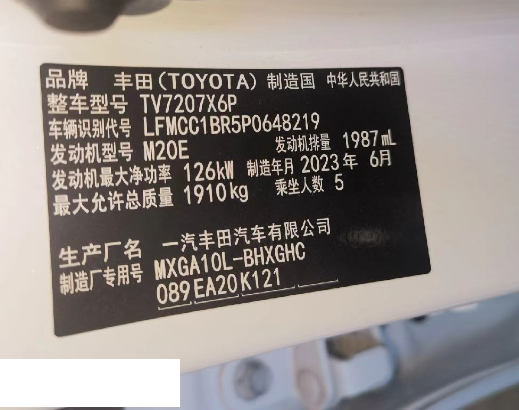 品牌 丰田(TOYOTA) 制造国 中华人民共和国
整车型号 TV7207X6P
车辆识别代号 LFMCC1BR5P0648219
发动机型号 M20E 发动机排量 1987mL
发动机最大净功率 126kW 制造年月 2023年 6月
最大允许总质量 1910kg 乘坐人数 5
生产厂名 一汽丰田汽车有限公司
制造厂专用号 MXGA10L-BHXGHC
089 EA20 K121